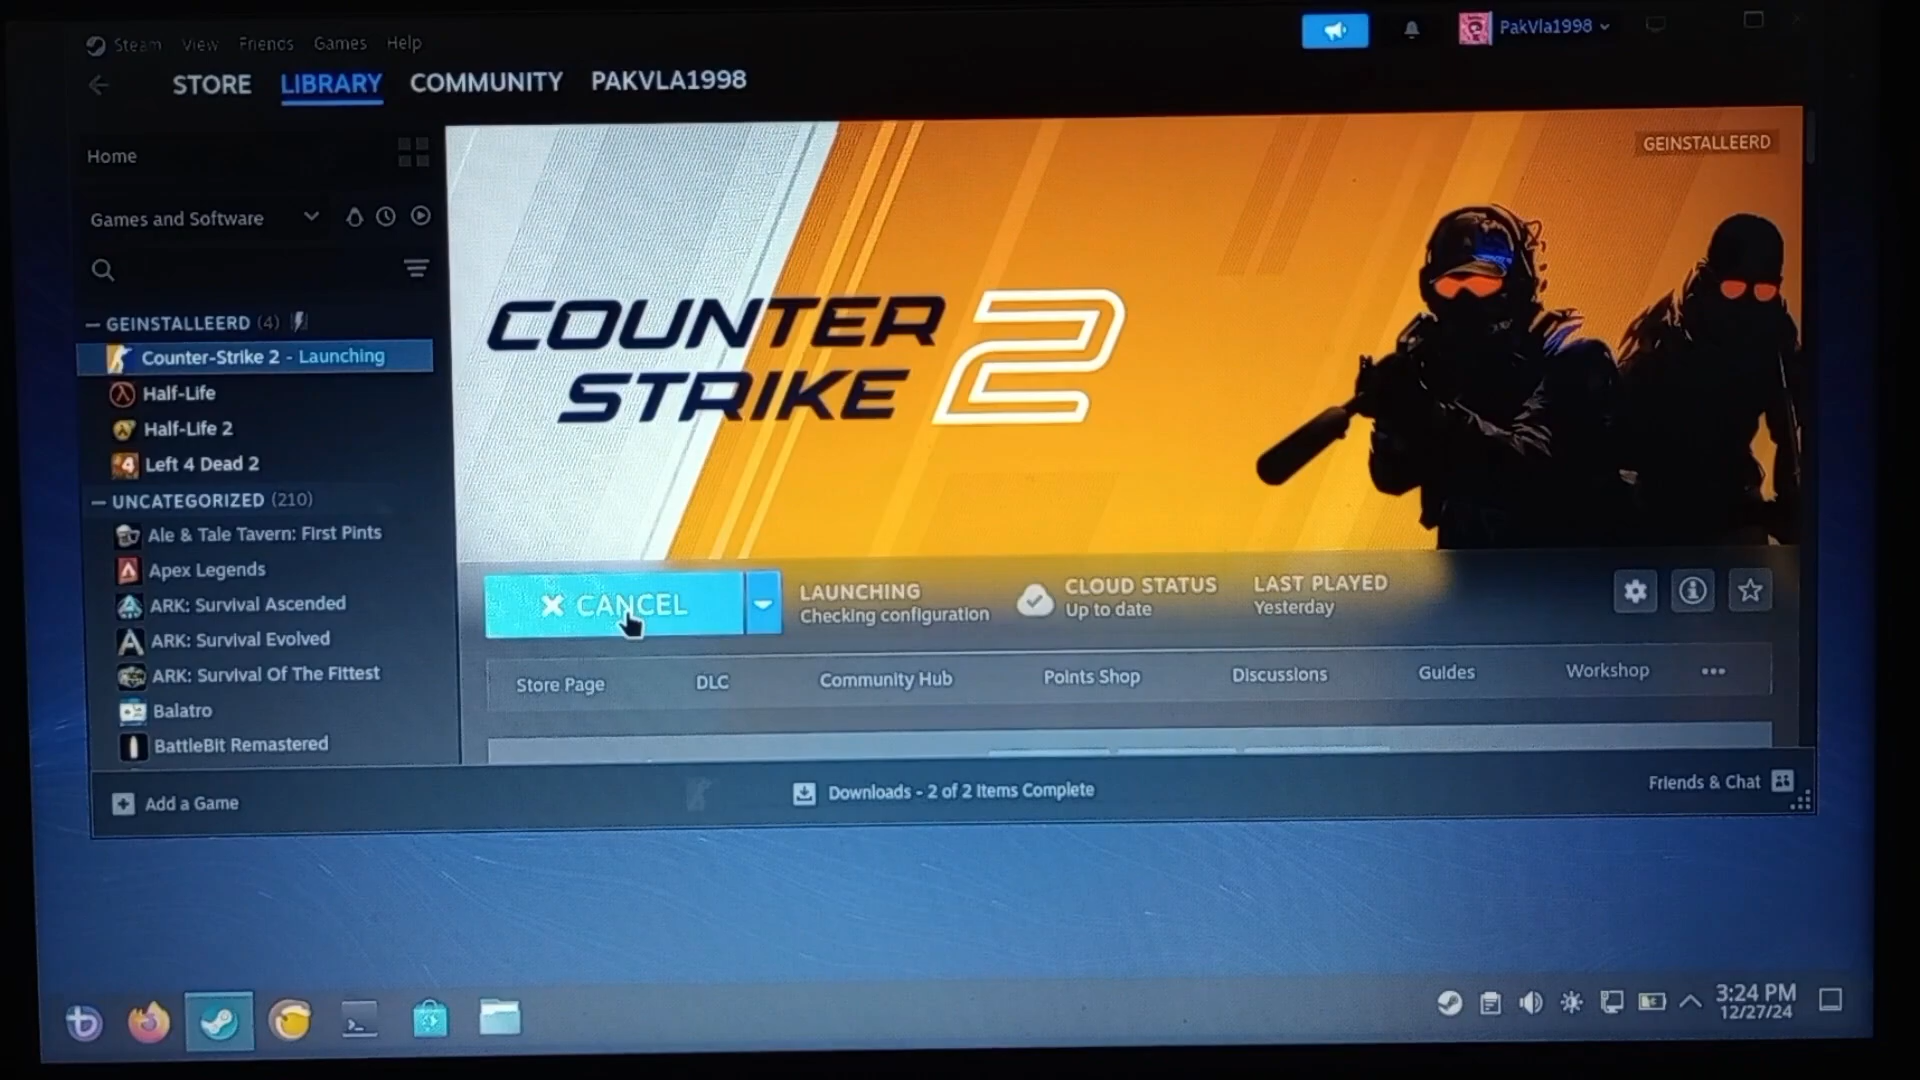 Steam View Friends Games Help
PakVla1998
STORE LIBRARY COMMUNITY PAKVLA1998
Home
GEINSTALLEERD
Games and Software
GEINSTALLEERD (4)
Counter-Strike 2 - Launching
Half-Life
Half-Life 2
Left 4 Dead 2
UNCATEGORIZED (210)
Ale & Tale Tavern: First Pints
Apex Legends
ARK: Survival Ascended
ARK: Survival Evolved
ARK: Survival Of The Fittest
Balatro
BattleBit Remastered
COUNTER
STRIKE 2
CANCEL
LAUNCHING
Checking configuration
CLOUD STATUS
Up to date
LAST PLAYED
Yesterday
Store Page DLC Community Hub Points Shop Discussions Guides Workshop
Add a Game
Downloads - 2 of 2 Items Complete
Friends & Chat
3:24 PM
12/27/24